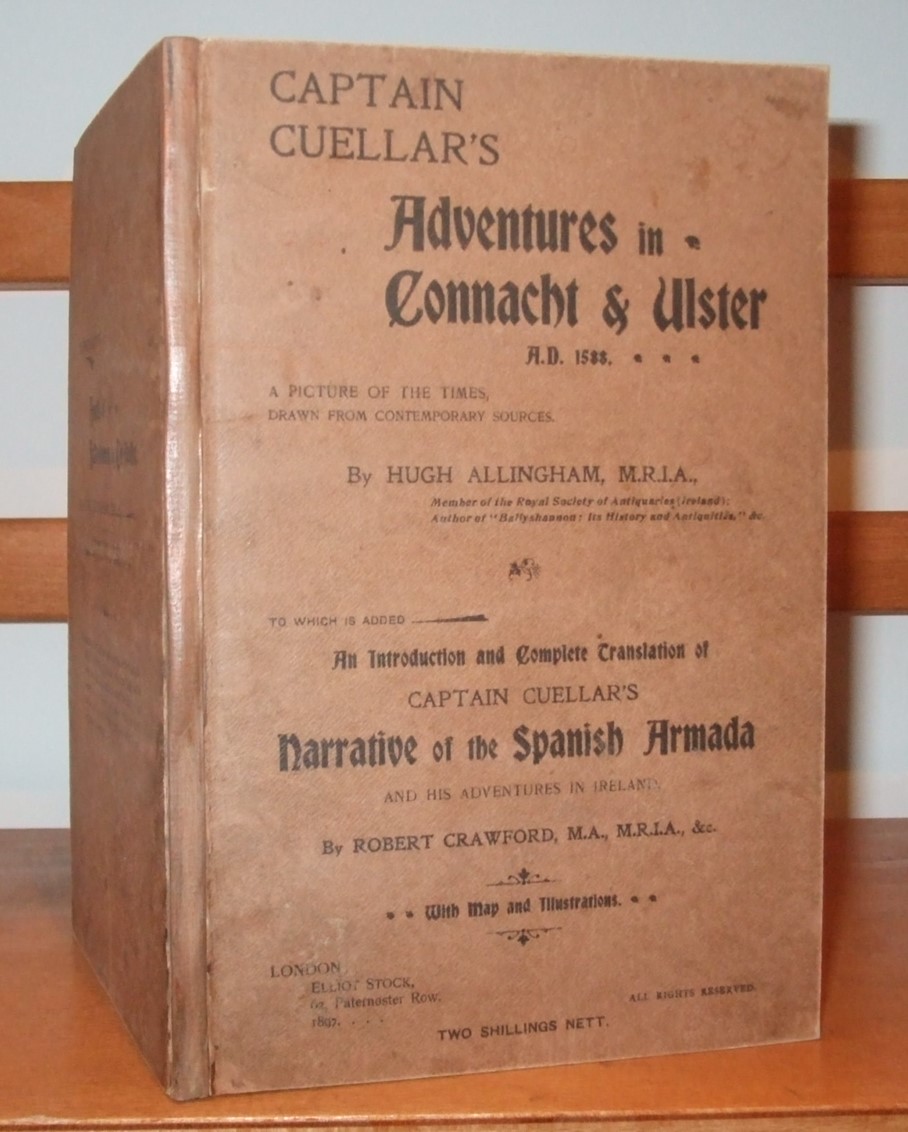 CAPTAIN
CUELLAR'S
Adventures in
Connacht & Ulster
A.D. 1588.
A PICTURE OF THE TIMES,
DRAWN FROM CONTEMPORARY SOURCES.
By HUGH ALLINGHAM, M.R.I.A.,
Member of the Royal Society of Antiquaries (Ireland);
Author of "Ballyshannon: Its History and Antiquities," &c.
TO WHICH IS ADDED
An Introduction and Complete Translation of
CAPTAIN CUELLAR'S
Narrative of the Spanish Armada
AND HIS ADVENTURES IN IRELAND.
By ROBERT CRAWFORD, M.A., M.R.I.A., &c.
With Map and Illustrations.
LONDON
ELLIOT STOCK,
62, Paternoster Row.
1897. . . .
ALL RIGHTS RESERVED.
TWO SHILLINGS NETT.